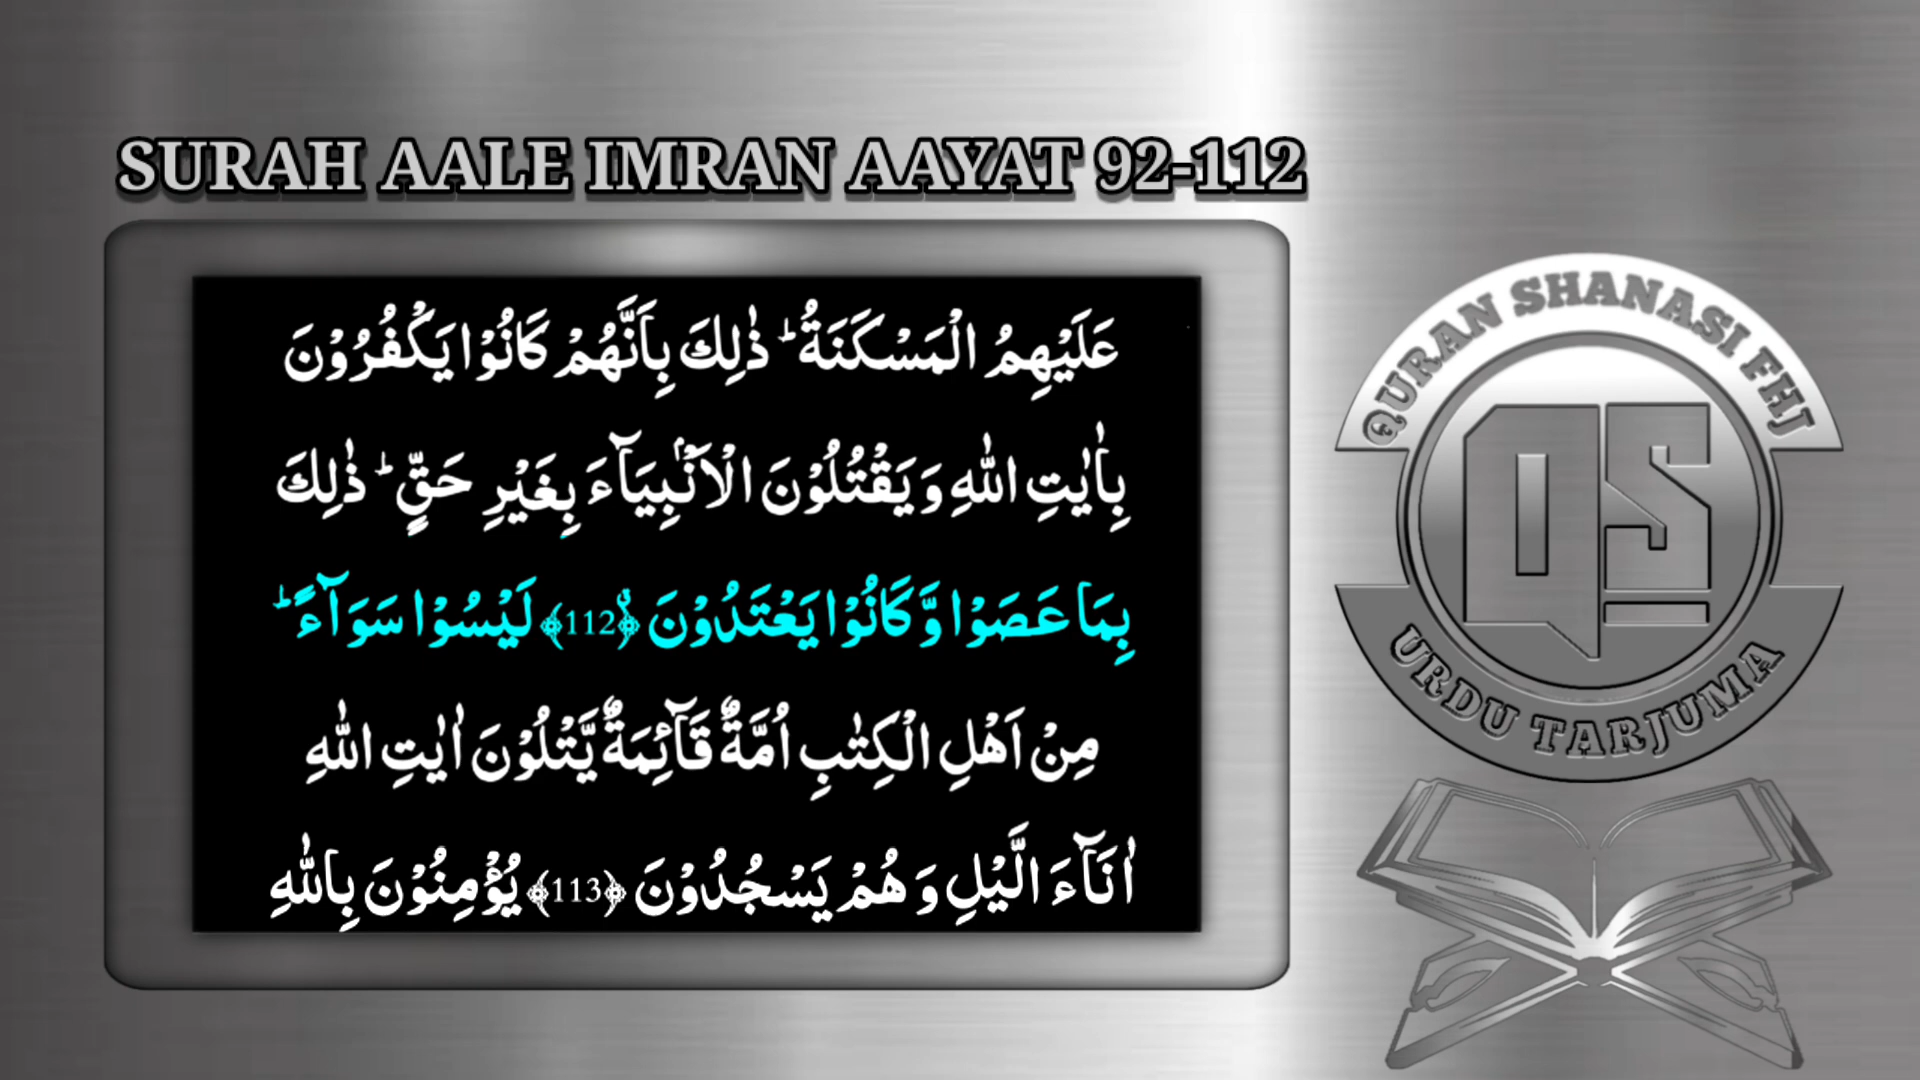 SURAH AALE IMRAN AAYAT 92-112
عَلَيْهِمُ الْمَسْكَنَةُ ؕ ذٰلِكَ بِاَنَّهُمْ كَانُوْا يَكْفُرُوْنَ
بِاٰيٰتِ اللّٰهِ وَ يَقْتُلُوْنَ الْاَنْۢبِيَآءَ بِغَيْرِ حَقٍّ ؕ ذٰلِكَ
بِمَا عَصَوْا وَّ كَانُوْا يَعْتَدُوْنَ ﴿ۙ112﴾ لَيْسُوْا سَوَآءً ؕ
مِنْ اَهْلِ الْكِتٰبِ اُمَّةٌ قَآئِمَةٌ يَّتْلُوْنَ اٰيٰتِ اللّٰهِ
اٰنَآءَ الَّيْلِ وَ هُمْ يَسْجُدُوْنَ ﴿113﴾ يُؤْمِنُوْنَ بِاللّٰهِ
QURAN SHANASI FHJ
QS
URDU TARJUMA